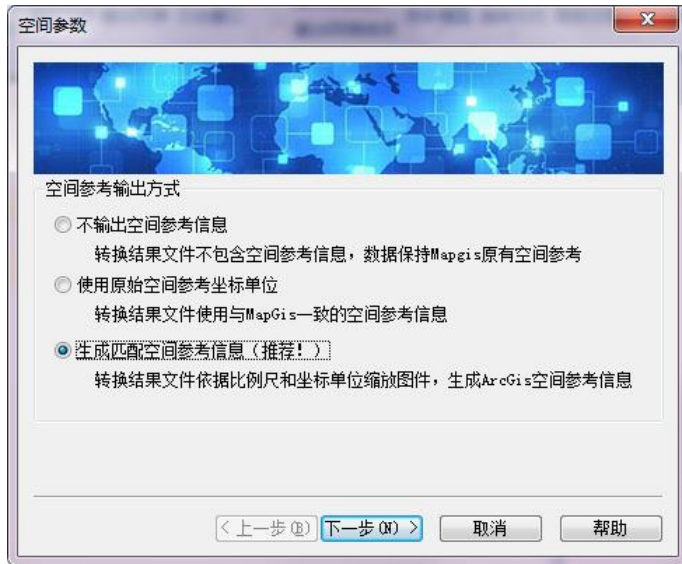 空间参数
空间参考输出方式
不输出空间参考信息
转换结果文件不包含空间参考信息，数据保持Mapgis原有空间参考
使用原始空间参考坐标单位
转换结果文件使用与MapGis一致的空间参考信息
生成匹配空间参考信息（推荐！）
转换结果文件依据比例尺和坐标单位缩放图件，生成ArcGis空间参考信息
< 上一步(B) 下一步(N) > 取消 帮助